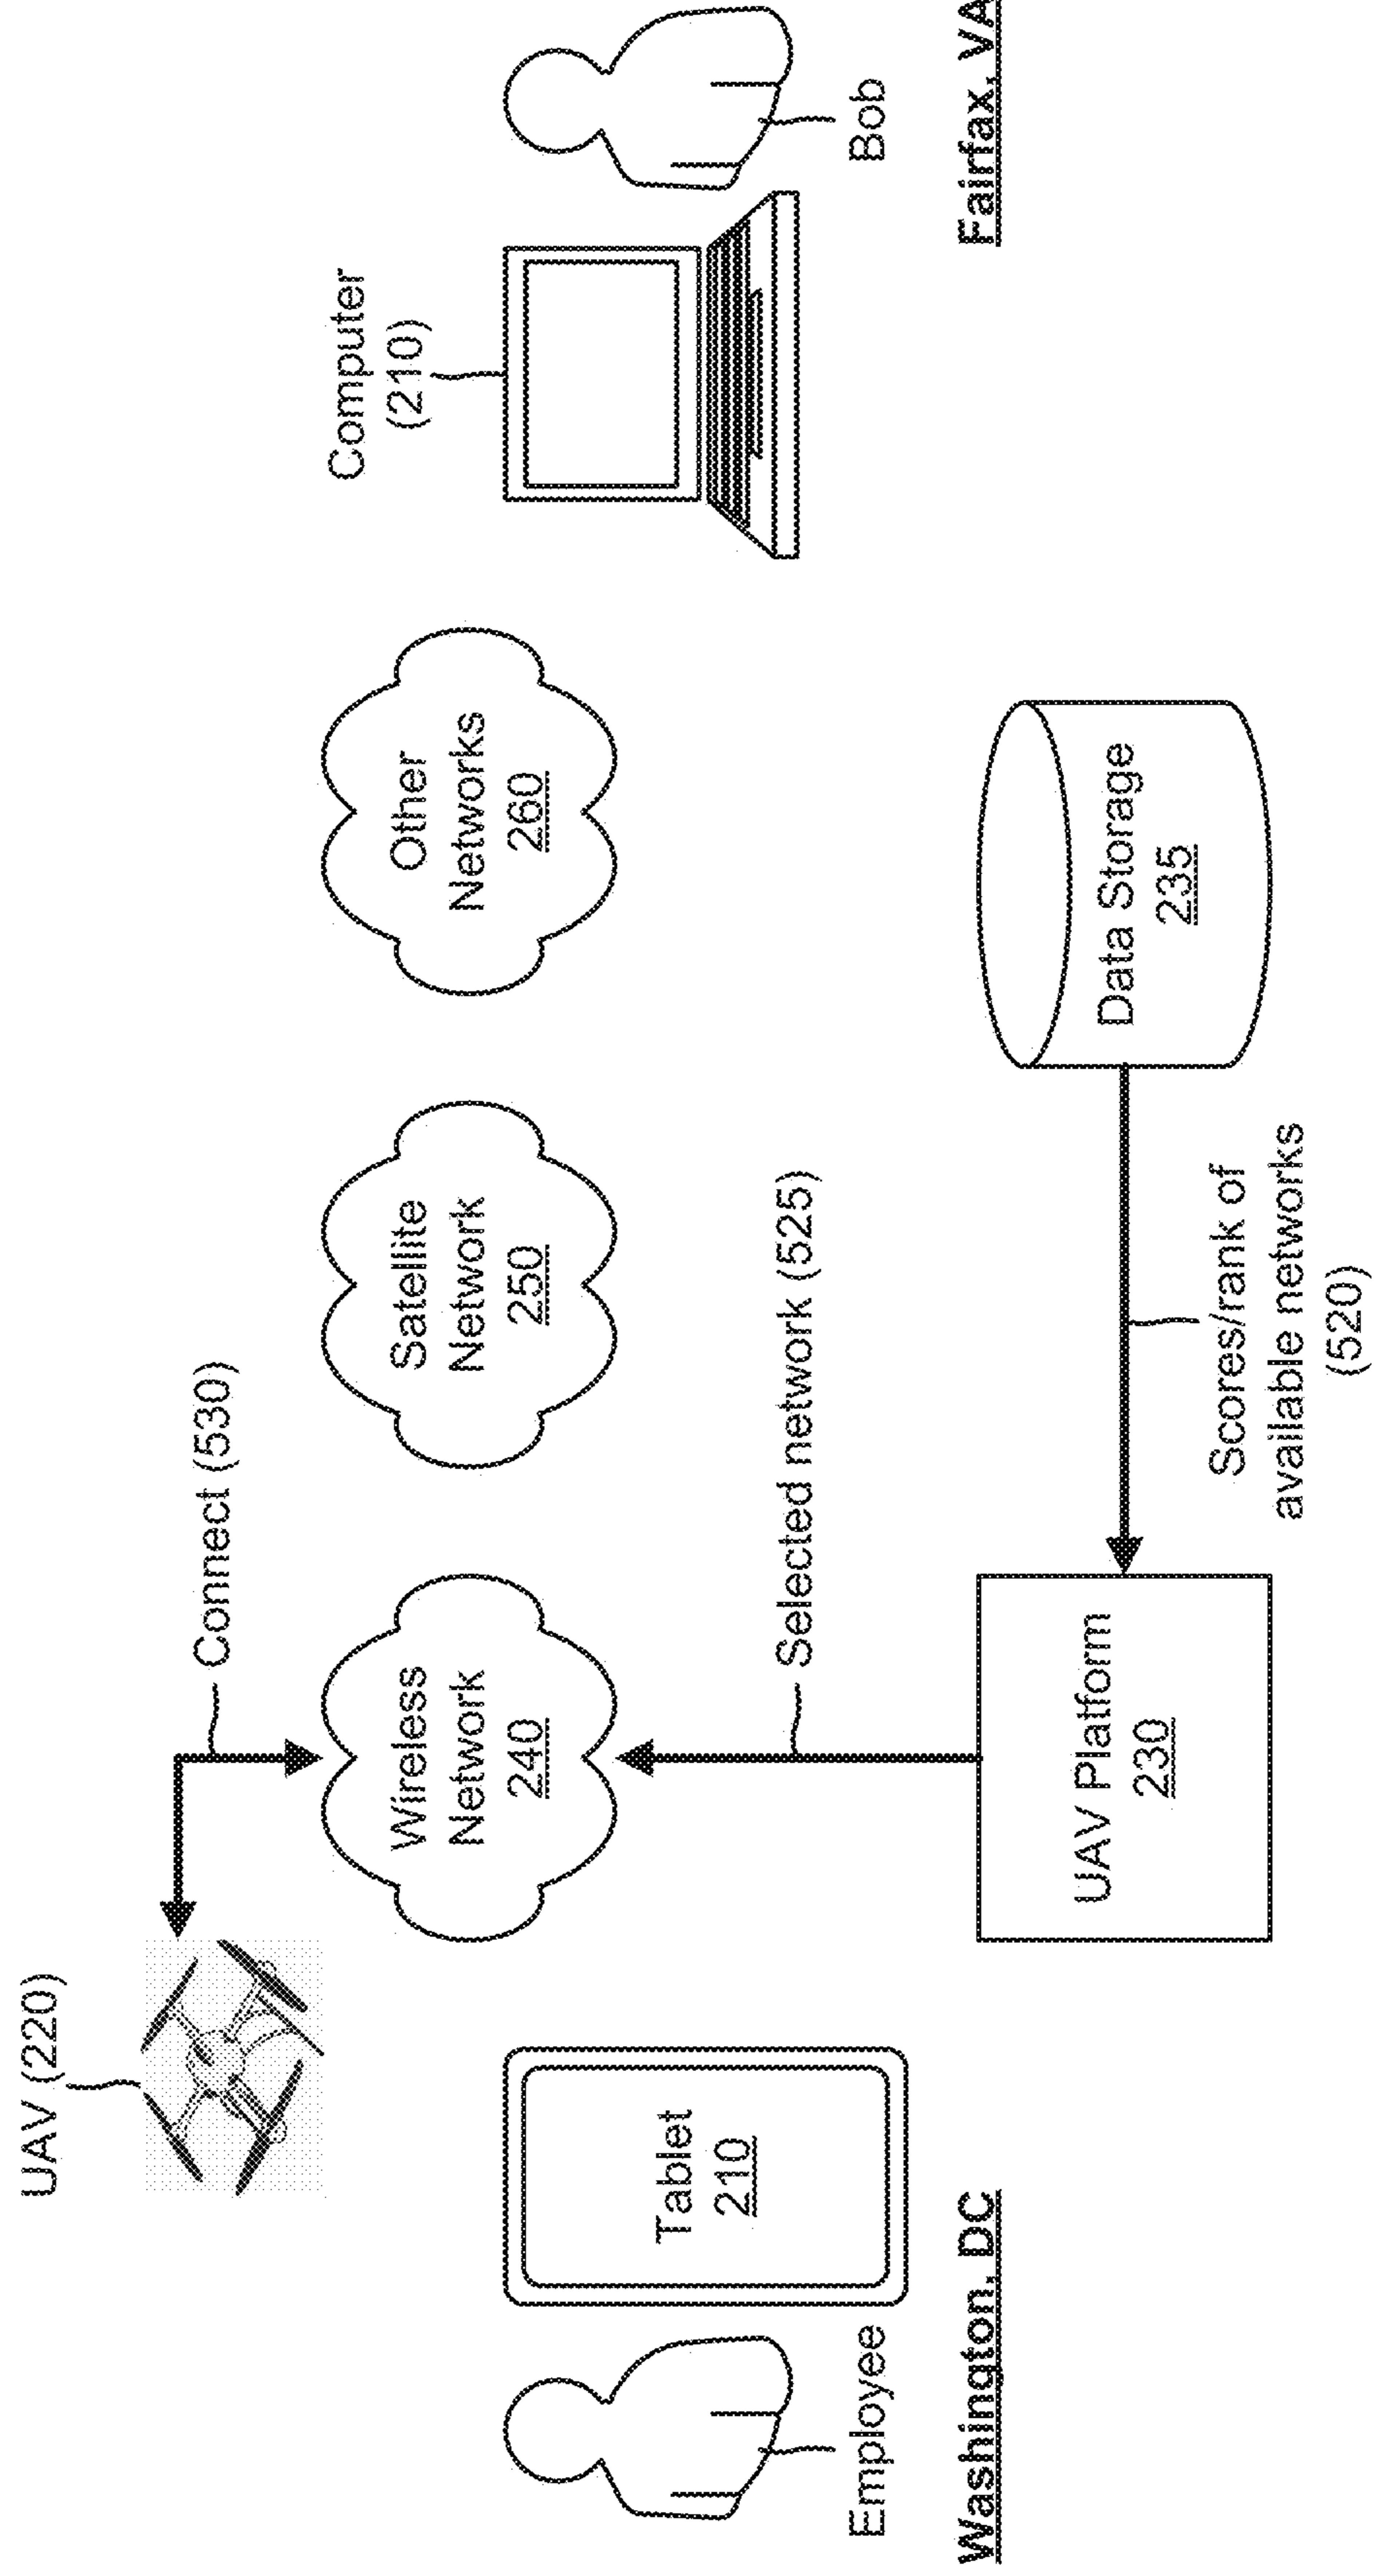 UAV (220)
Connect (530)
Computer
(210)
Wireless
Network
240
Satellite
Network
250
Other
Networks
260
Tablet
210
Employee
Selected network (525)
Bob
Washington, DC
Fairfax, VA
UAV Platform
230
Data Storage
235
Scores/rank of
available networks
(520)